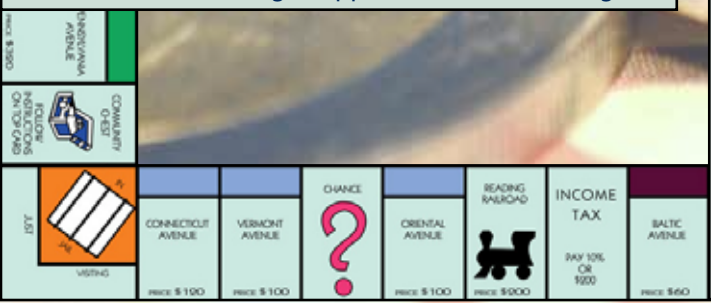 PENNSYLVANIA
AVENUE
COMMUNITY
CHEST
FOLLOW
INSTRUCTIONS
ON TOP CARD
IN
JAIL
JUST
VISITING
CONNECTICUT
AVENUE
PRICE $120
VERMONT
AVENUE
PRICE $100
CHANCE
?
ORIENTAL
AVENUE
PRICE $100
READING
RAILROAD
PRICE $200
INCOME
TAX
PAY 10%
OR
$200
BALTIC
AVENUE
PRICE $60